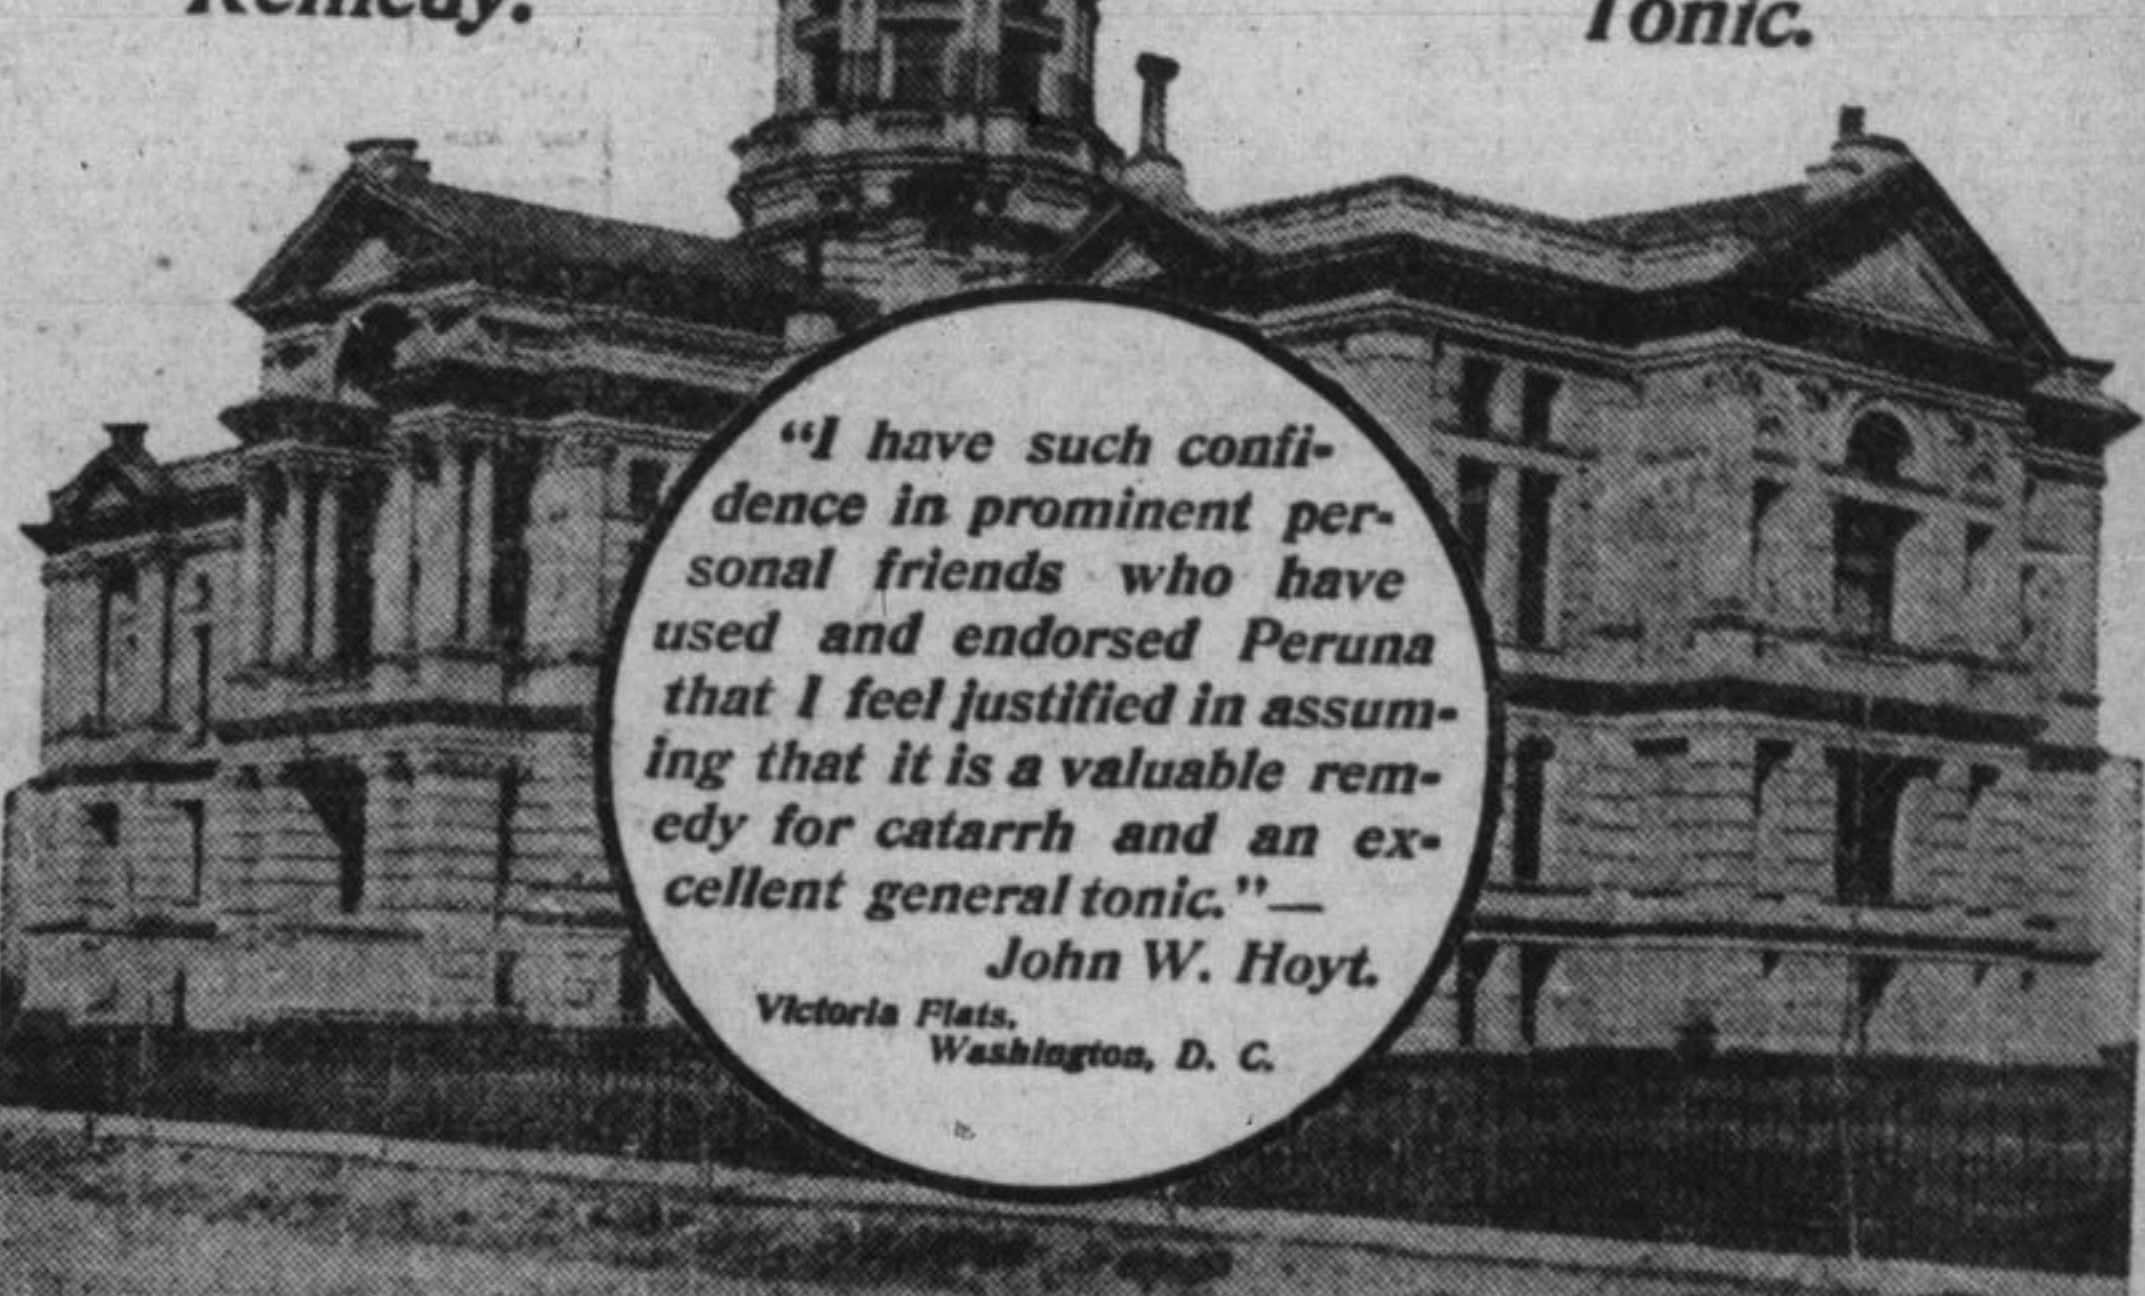 Remedy.
Tonic.
“I have such confi-
dence in prominent per-
sonal friends who have
used and endorsed Peruna
that I feel justified in assum-
ing that it is a valuable rem-
edy for catarrh and an ex-
cellent general tonic.”—
John W. Hoyt.
Victoria Flats,
Washington, D. C.